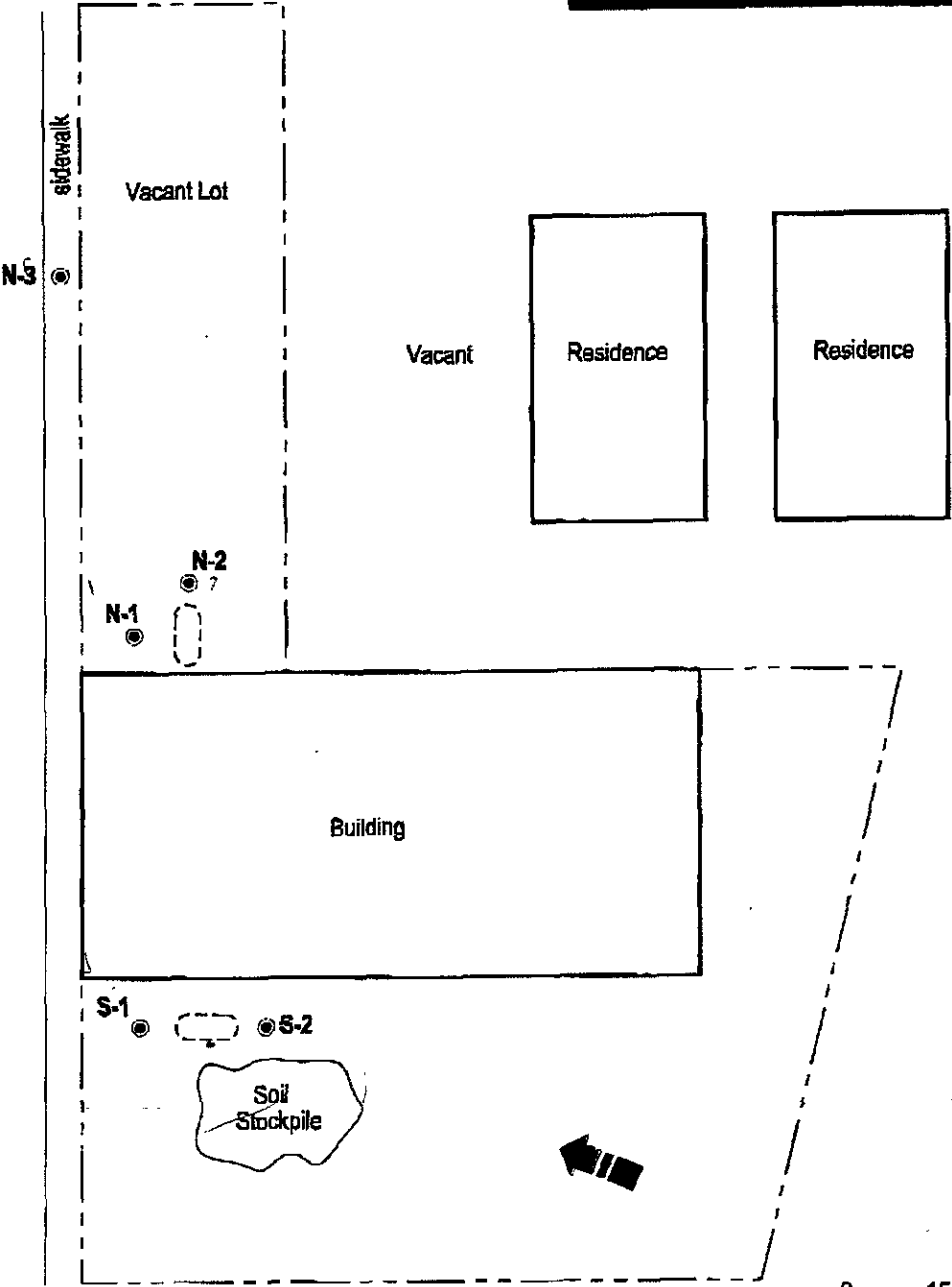 sidewalk
Vacant Lot
N-3
Vacant
Residence
Residence
N-2
N-1
Building
S-1
S-2
Soil
Stockpile